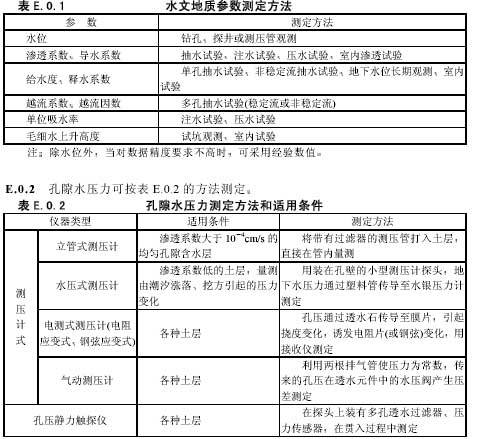 表 E.0.1 水文地质参数测定方法
参 数 测定方法
水位 钻孔、探井或测压管观测
渗透系数、导水系数 抽水试验、注水试验、压水试验、室内渗透试验
给水度、释水系数 单孔抽水试验、非稳定流抽水试验、地下水位长期观测、室内
试验
越流系数、越流因数 多孔抽水试验(稳定流或非稳定流)
单位吸水率 注水试验、压水试验
毛细水上升高度 试坑观测、室内试验
注：除水位外，当对数据精度要求不高时，可采用经验数值。
E.0.2 孔隙水压力可按表 E.0.2 的方法测定。
表 E.0.2 孔隙水压力测定方法和适用条件
仪器类型 适用条件 测定方法
测压计式
立管式测压计 渗透系数大于 10⁻⁴cm/s 的
均匀孔隙含水层
将带有过滤器的测压管打入土层，
直接在管内量测
水压式测压计 渗透系数低的土层，量测
由潮汐涨落、挖方引起的压力
变化
用装在孔壁的小型测压计探头，地
下水压力通过塑料管传导至水银压力计
测定
电测式测压计(电阻
应变式、钢弦应变式)
各种土层
孔压通过透水石传导至膜片，引起
挠度变化，诱发电阻片(或钢弦)变化，用
接收仪测定
气动测压计 各种土层
利用两根排气管使压力为常数，传
来的孔压在透水元件中的水压阀产生压
差测定
孔压静力触探仪 各种土层
在探头上装有多孔透水过滤器、压
力传感器，在贯入过程中测定